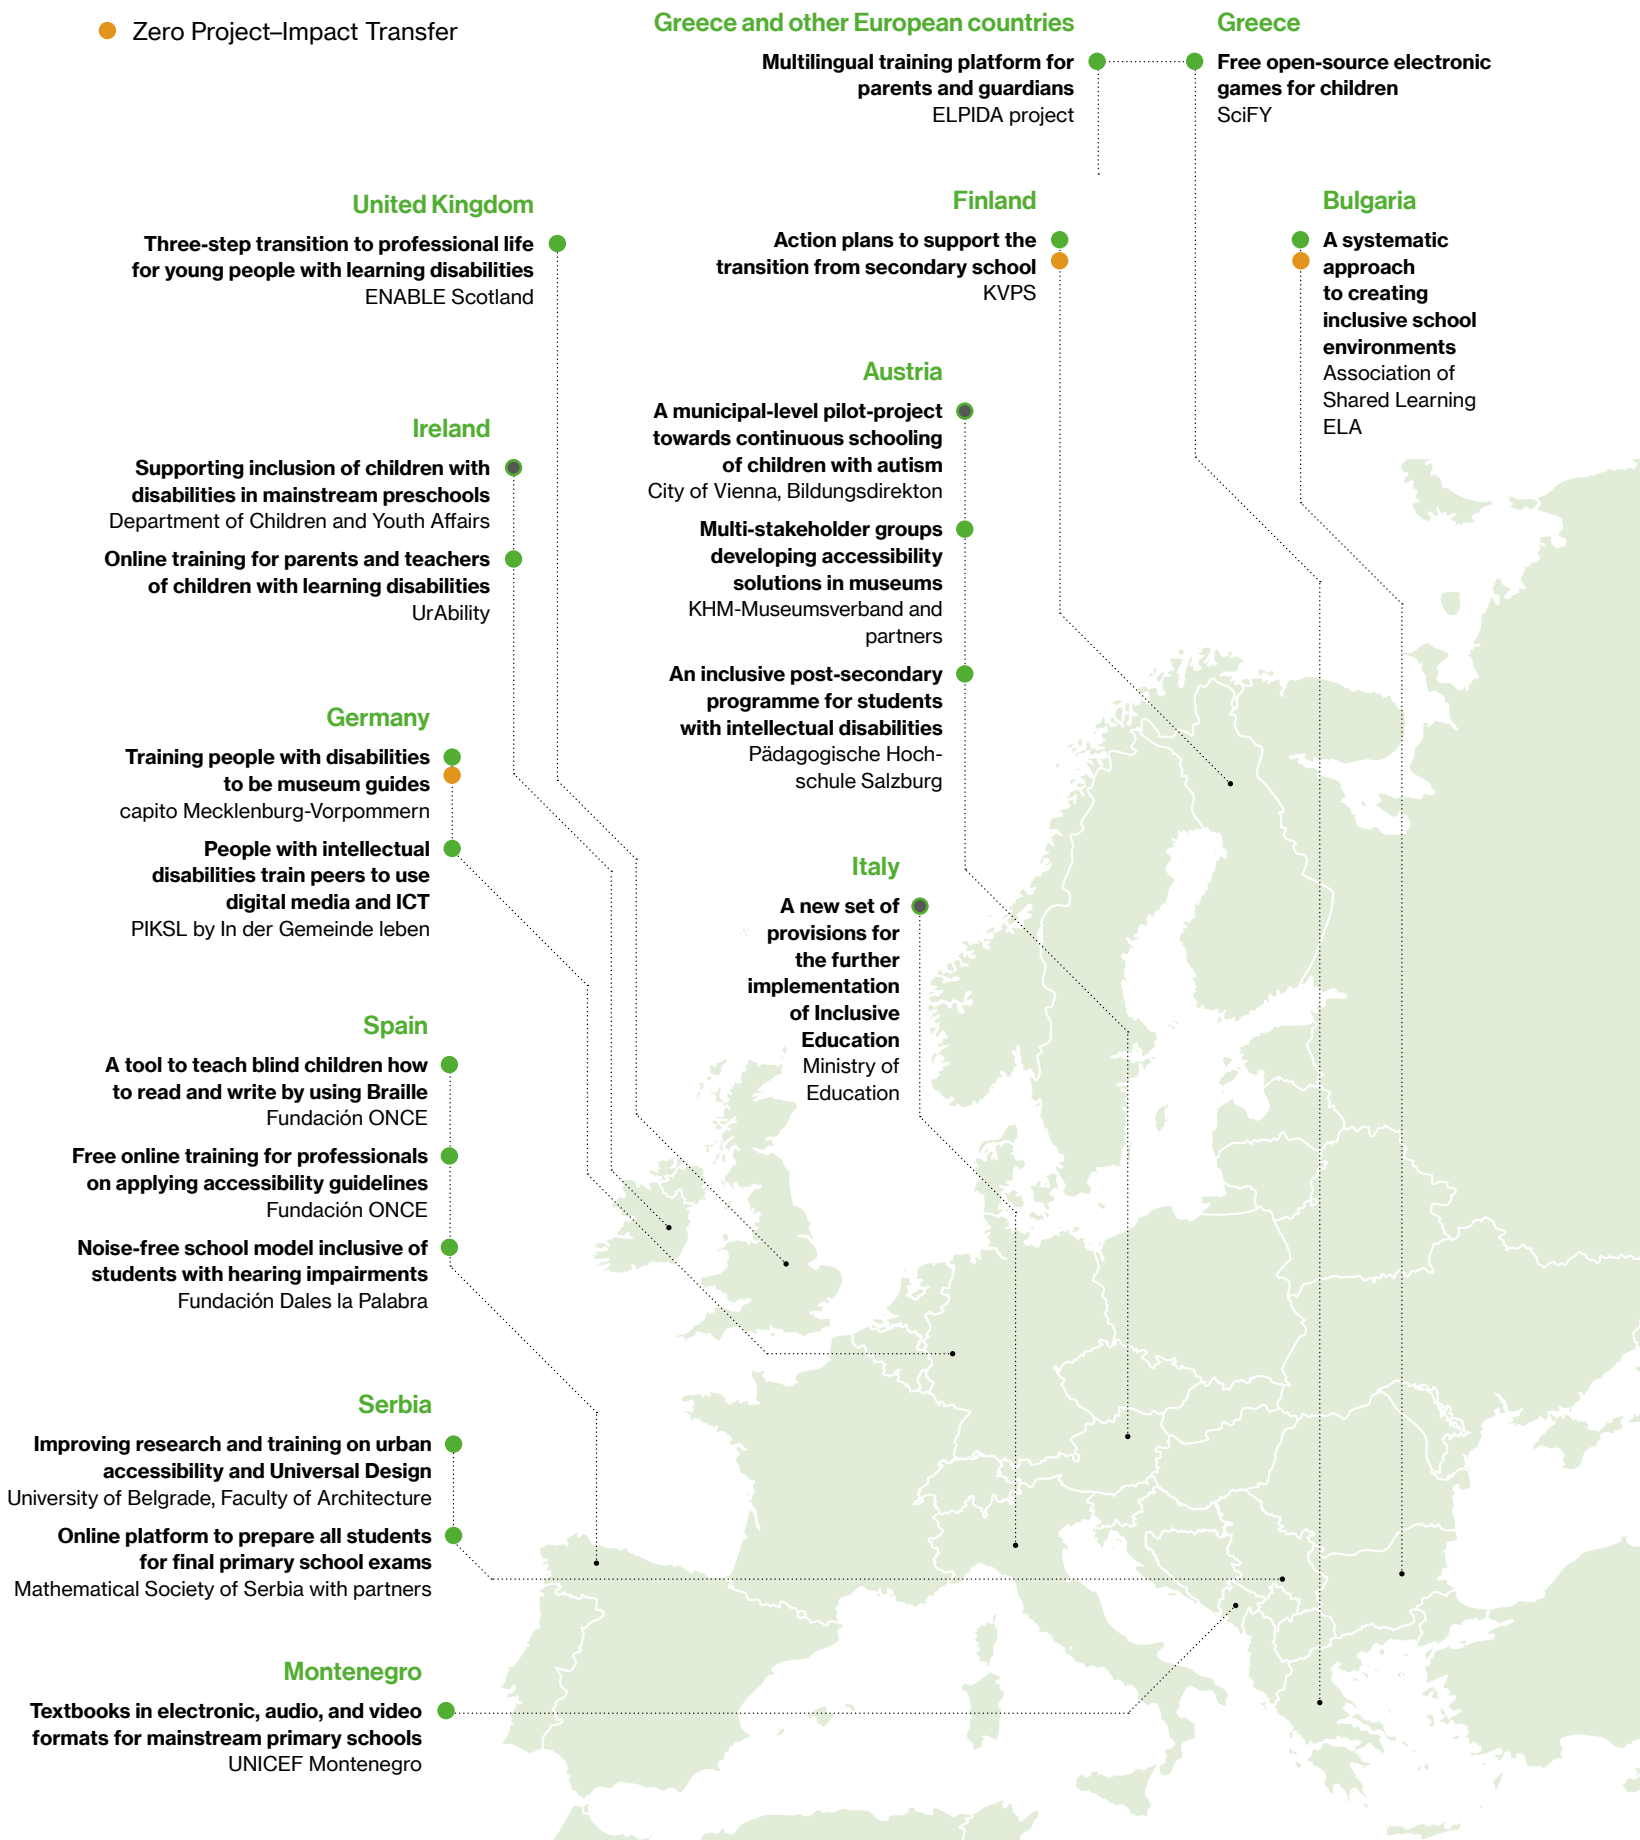 Zero Project–Impact Transfer
Greece and other European countries
Multilingual training platform for
parents and guardians
ELPIDA project
Greece
Free open-source electronic
games for children
SciFY
United Kingdom
Three-step transition to professional life
for young people with learning disabilities
ENABLE Scotland
Finland
Action plans to support the
transition from secondary school
KVPS
Bulgaria
A systematic
approach
to creating
inclusive school
environments
Association of
Shared Learning
ELA
Austria
A municipal-level pilot-project
towards continuous schooling
of children with autism
City of Vienna, Bildungsdirekton
Multi-stakeholder groups
developing accessibility
solutions in museums
KHM-Museumsverband and
partners
An inclusive post-secondary
programme for students
with intellectual disabilities
Pädagogische Hoch-
schule Salzburg
Ireland
Supporting inclusion of children with
disabilities in mainstream preschools
Department of Children and Youth Affairs
Online training for parents and teachers
of children with learning disabilities
UrAbility
Germany
Training people with disabilities
to be museum guides
capito Mecklenburg-Vorpommern
People with intellectual
disabilities train peers to use
digital media and ICT
PIKSL by In der Gemeinde leben
Italy
A new set of
provisions for
the further
implementation
of Inclusive
Education
Ministry of
Education
Spain
A tool to teach blind children how
to read and write by using Braille
Fundación ONCE
Free online training for professionals
on applying accessibility guidelines
Fundación ONCE
Noise-free school model inclusive of
students with hearing impairments
Fundación Dales la Palabra
Serbia
Improving research and training on urban
accessibility and Universal Design
University of Belgrade, Faculty of Architecture
Online platform to prepare all students
for final primary school exams
Mathematical Society of Serbia with partners
Montenegro
Textbooks in electronic, audio, and video
formats for mainstream primary schools
UNICEF Montenegro